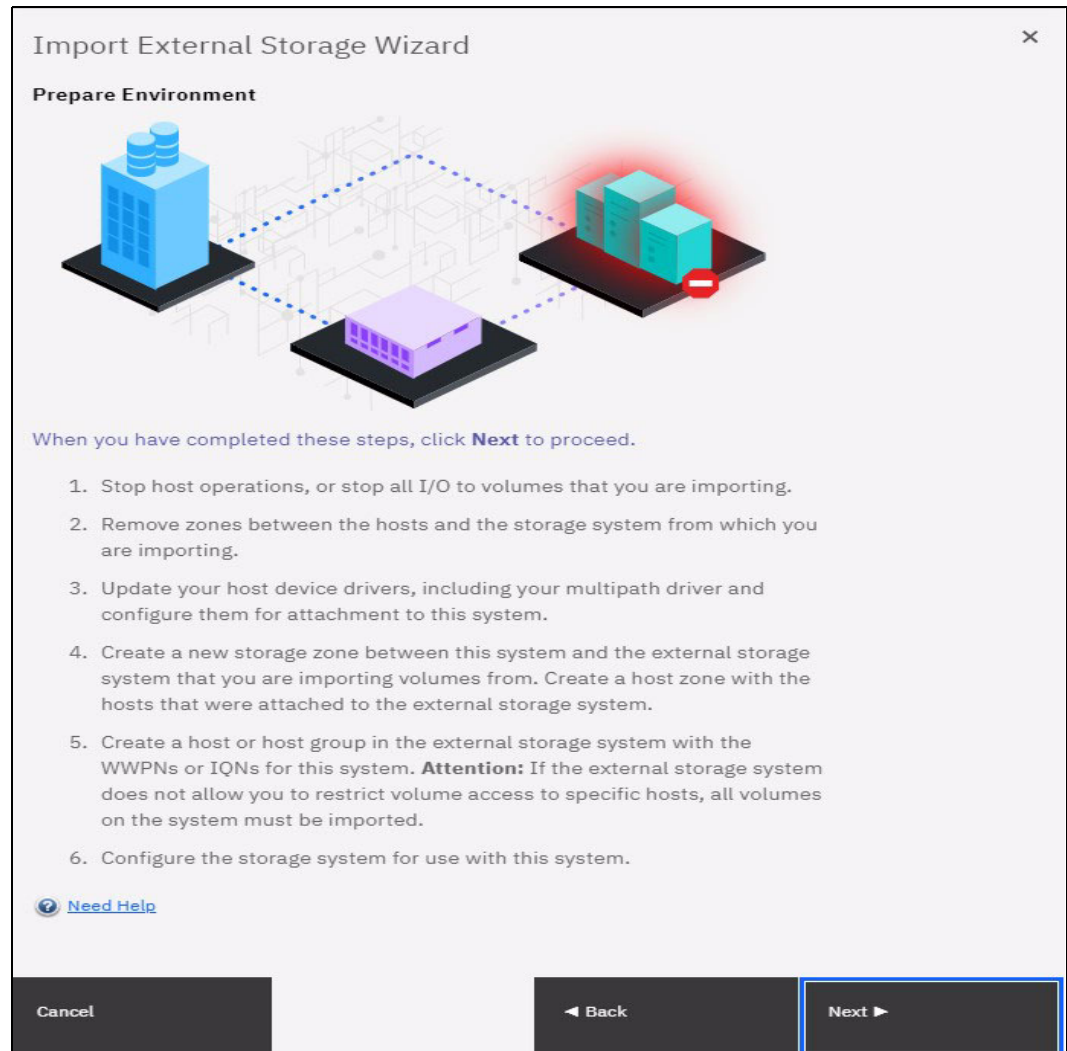 Import External Storage Wizard
×
Prepare Environment
When you have completed these steps, click Next to proceed.
1. Stop host operations, or stop all I/O to volumes that you are importing.
2. Remove zones between the hosts and the storage system from which you
are importing.
3. Update your host device drivers, including your multipath driver and
configure them for attachment to this system.
4. Create a new storage zone between this system and the external storage
system that you are importing volumes from. Create a host zone with the
hosts that were attached to the external storage system.
5. Create a host or host group in the external storage system with the
WWPNs or IQNs for this system. Attention: If the external storage system
does not allow you to restrict volume access to specific hosts, all volumes
on the system must be imported.
6. Configure the storage system for use with this system.
? Need Help
Cancel
◄ Back
Next ►